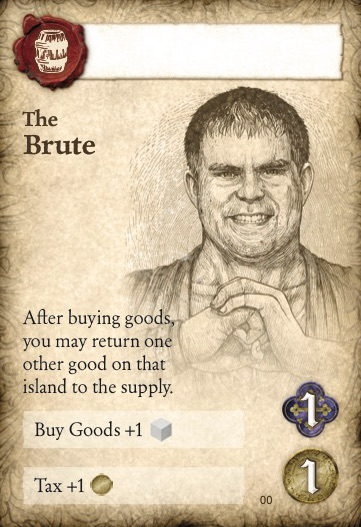 The
Brute
After buying goods,
you may return one
other good on that
island to the supply.
Buy Goods +1
1
Tax +1
1
00